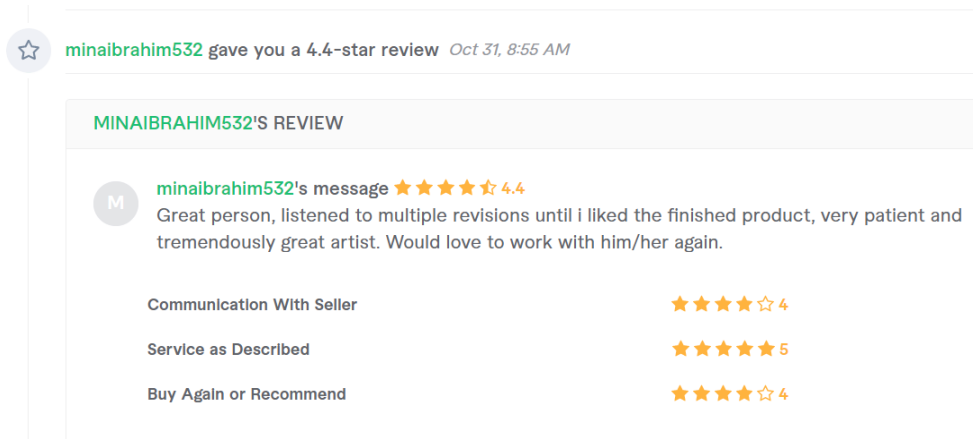 minaibrahim532 gave you a 4.4-star review Oct 31, 8:55 AM
MINAIBRAHIM532'S REVIEW
M
minaibrahim532's message 4.4
Great person, listened to multiple revisions until i liked the finished product, very patient and
tremendously great artist. Would love to work with him/her again.
Communication With Seller 4
Service as Described 5
Buy Again or Recommend 4